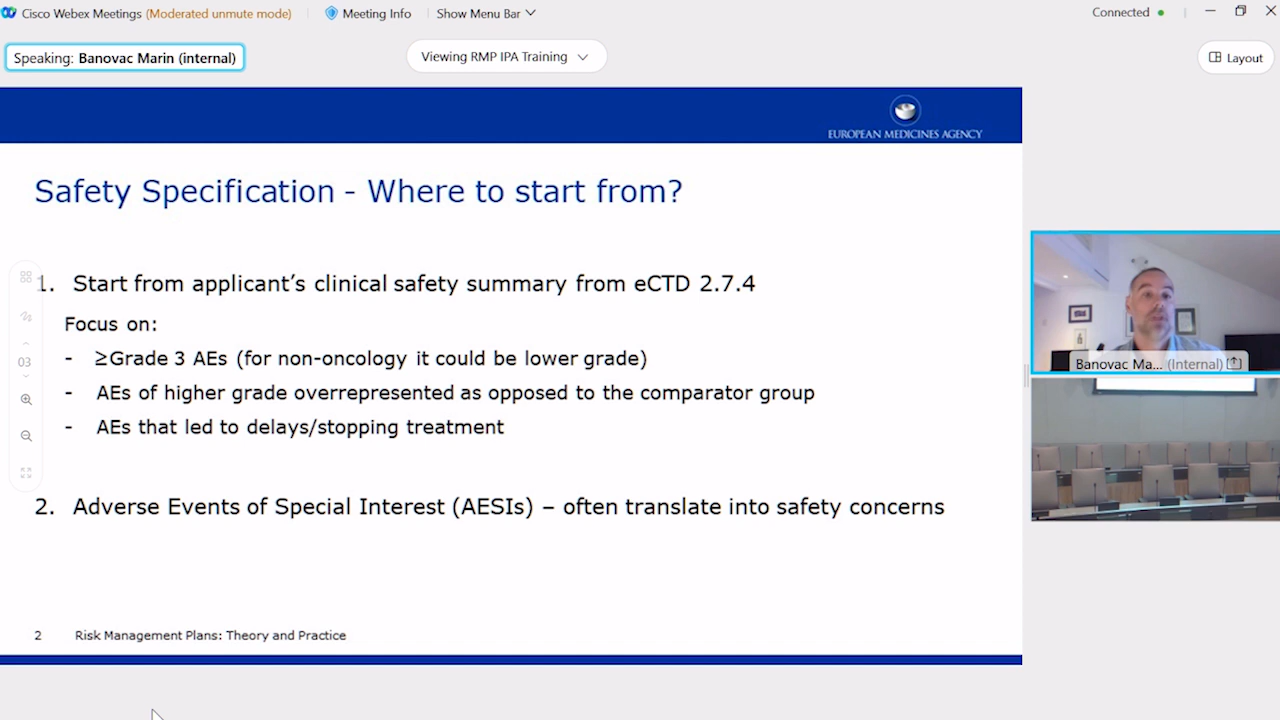 Cisco Webex Meetings (Moderated unmute mode)
Meeting Info
Show Menu Bar
Connected
Speaking: Banovac Marin (internal)
Viewing RMP IPA Training
Layout
EUROPEAN MEDICINES AGENCY
Safety Specification - Where to start from?
1. Start from applicant's clinical safety summary from eCTD 2.7.4
Focus on:
- ≥Grade 3 AEs (for non-oncology it could be lower grade)
- AEs of higher grade overrepresented as opposed to the comparator group
- AEs that led to delays/stopping treatment
2. Adverse Events of Special Interest (AESIs) – often translate into safety concerns
03
2 Risk Management Plans: Theory and Practice
Banovac Ma... (Internal)